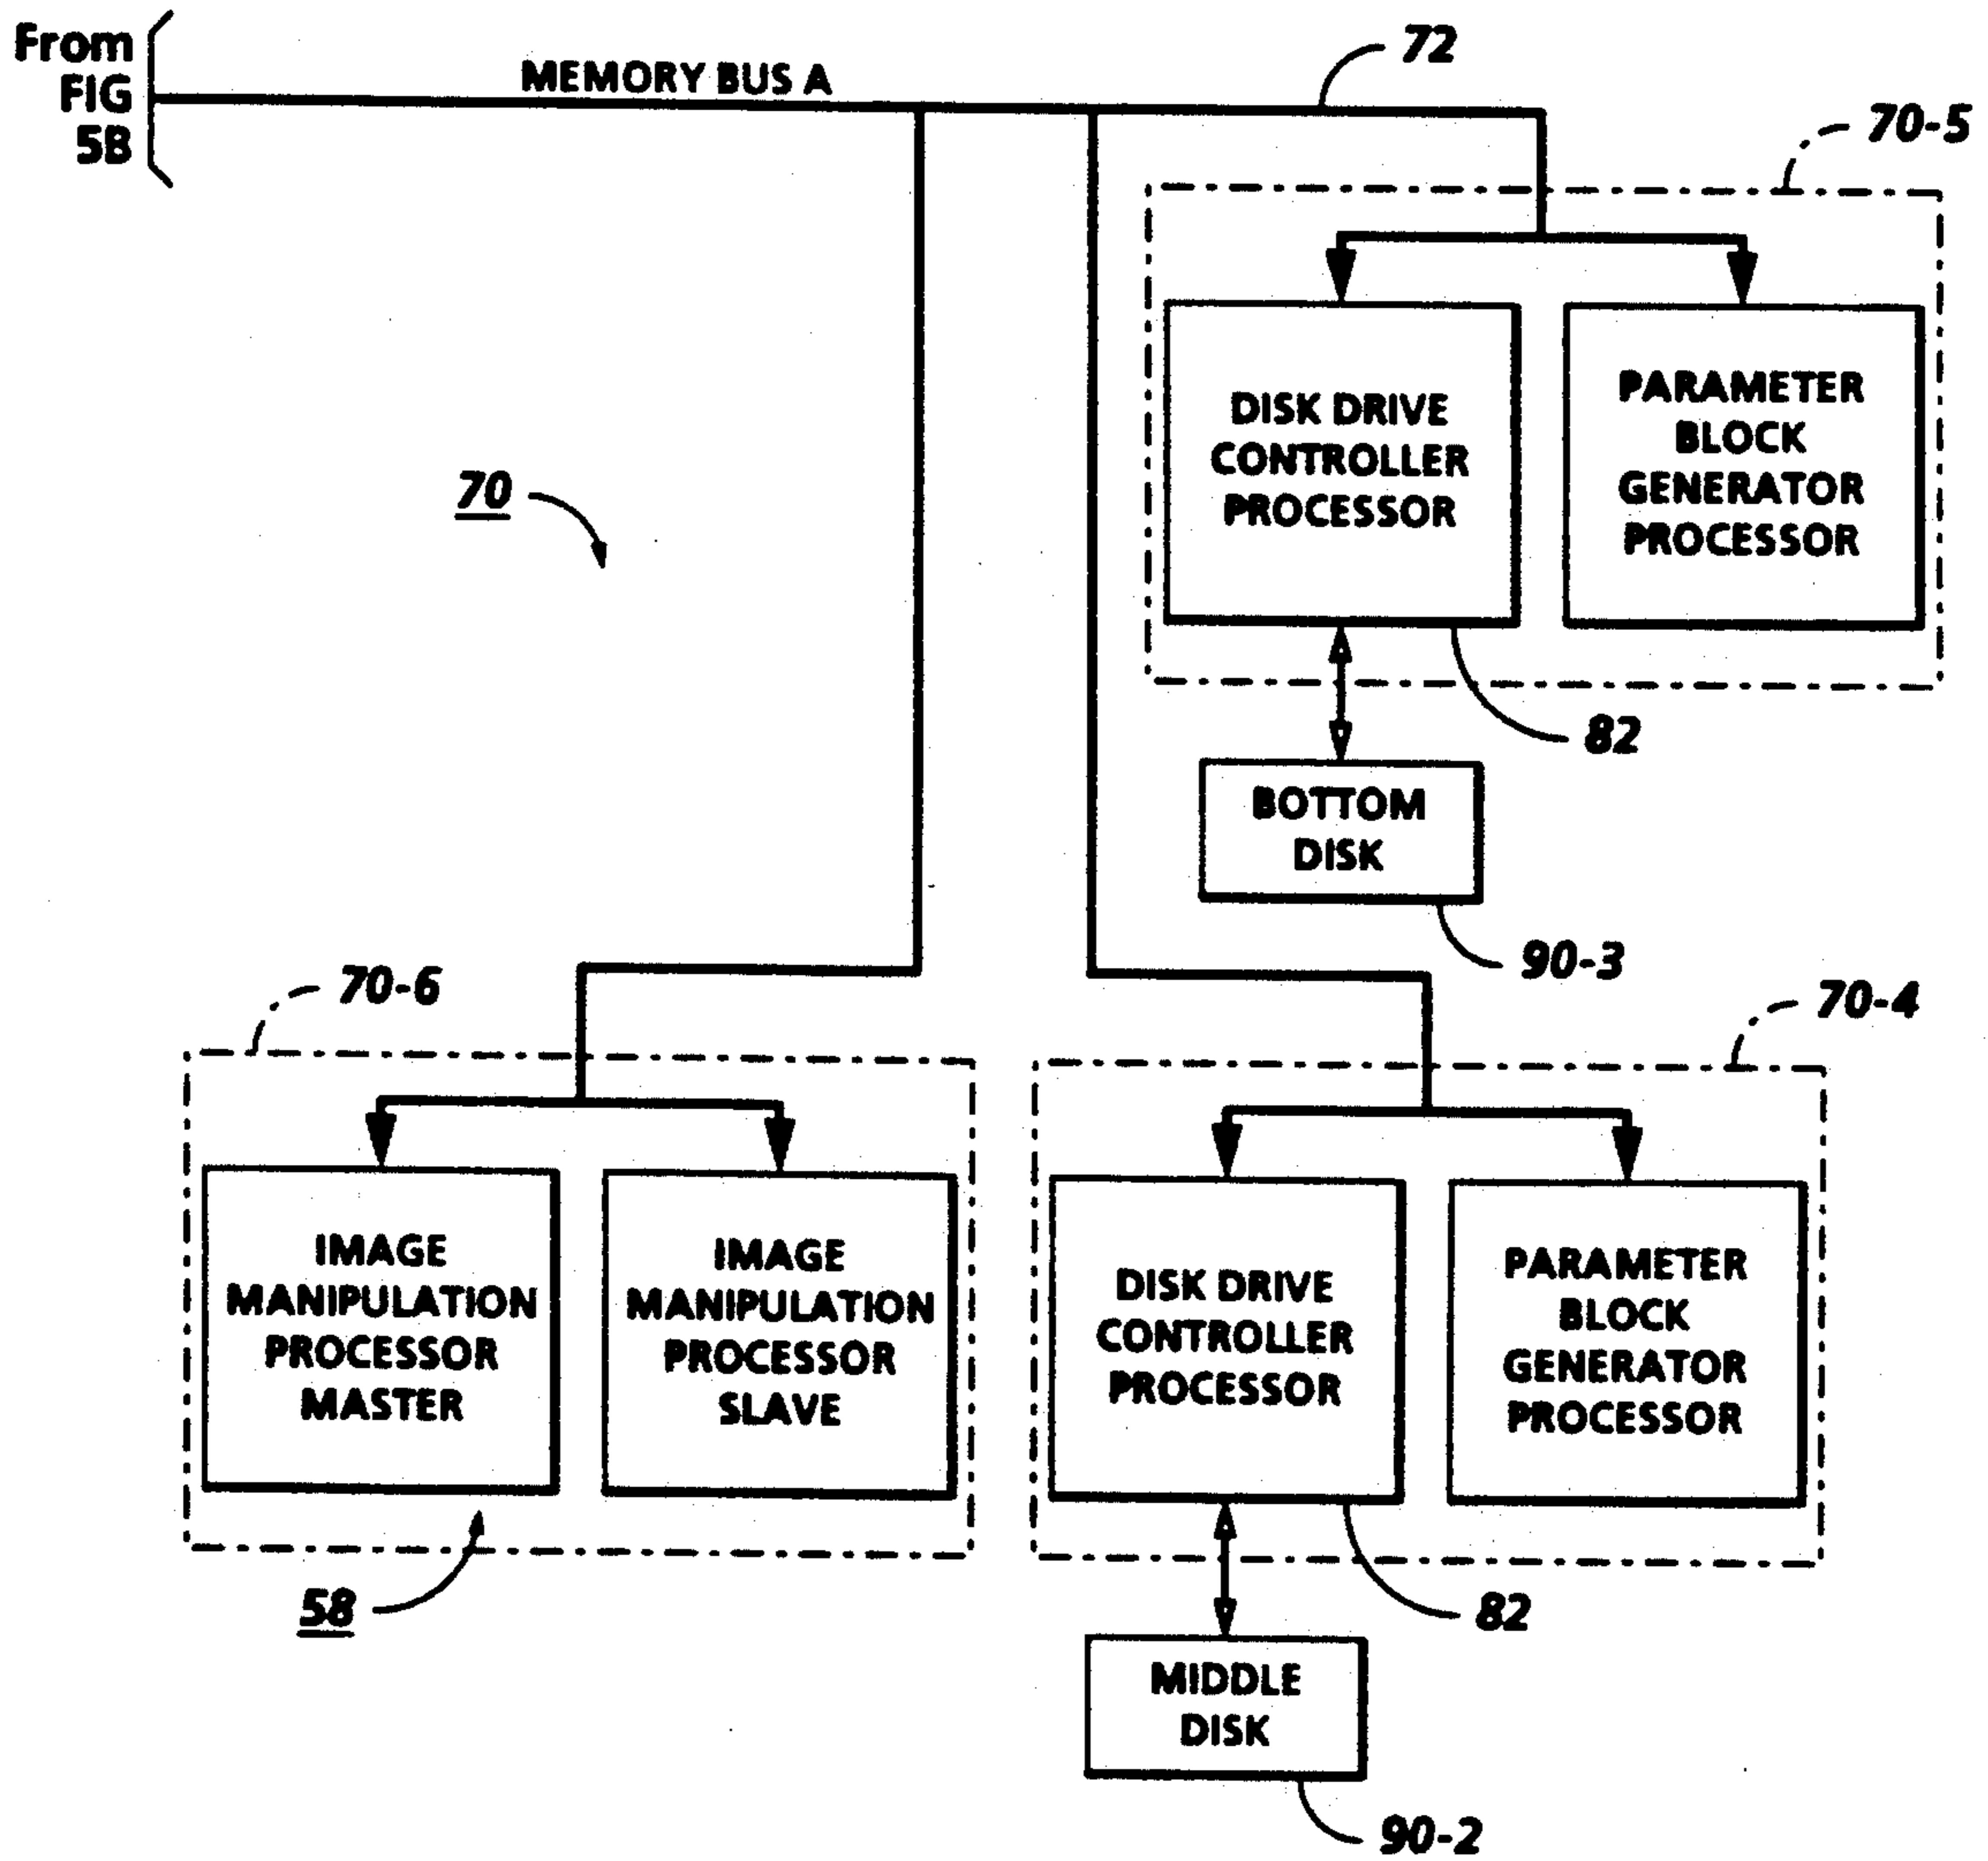 From
FIG
5B
MEMORY BUS A
72
70-5
DISK DRIVE
CONTROLLER
PROCESSOR
PARAMETER
BLOCK
GENERATOR
PROCESSOR
70
82
BOTTOM
DISK
90-3
70-6
70-4
IMAGE
MANIPULATION
PROCESSOR
MASTER
IMAGE
MANIPULATION
PROCESSOR
SLAVE
DISK DRIVE
CONTROLLER
PROCESSOR
PARAMETER
BLOCK
GENERATOR
PROCESSOR
58
82
MIDDLE
DISK
90-2